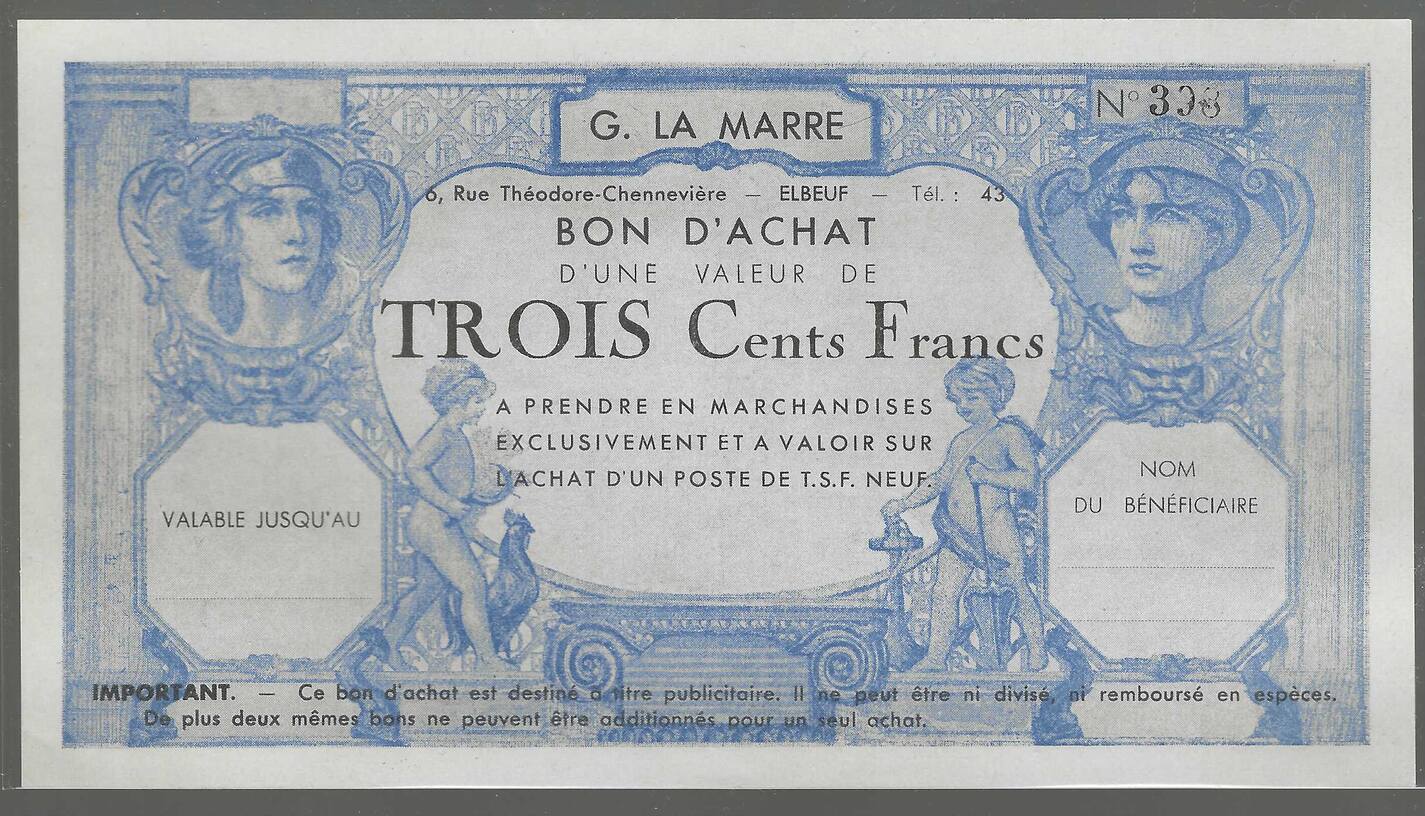 G. LA MARRE
N° 398
6, Rue Théodore-Chennevière — ELBEUF — Tél. : 43
BON D'ACHAT
D'UNE VALEUR DE
TROIS Cents Francs
A PRENDRE EN MARCHANDISES
EXCLUSIVEMENT ET A VALOIR SUR
L'ACHAT D'UN POSTE DE T.S.F. NEUF.
VALABLE JUSQU'AU
NOM
DU BÉNÉFICIAIRE
IMPORTANT. — Ce bon d'achat est destiné à titre publicitaire. Il ne peut être ni divisé, ni remboursé en espèces.
De plus deux mêmes bons ne peuvent être additionnés pour un seul achat.